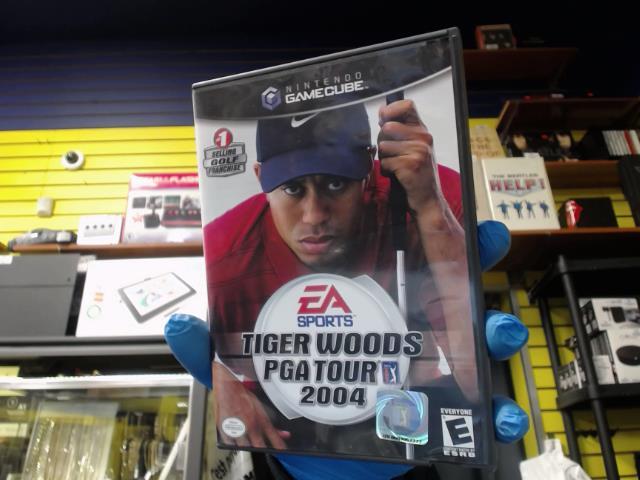 NINTENDO
GAMECUBE
#1
SELLING
GOLF
FRANCHISE
THE BEATLES
HELP!
EA
SPORTS
TIGER WOODS
PGA TOUR
2004
EVERYONE
E
ESRB